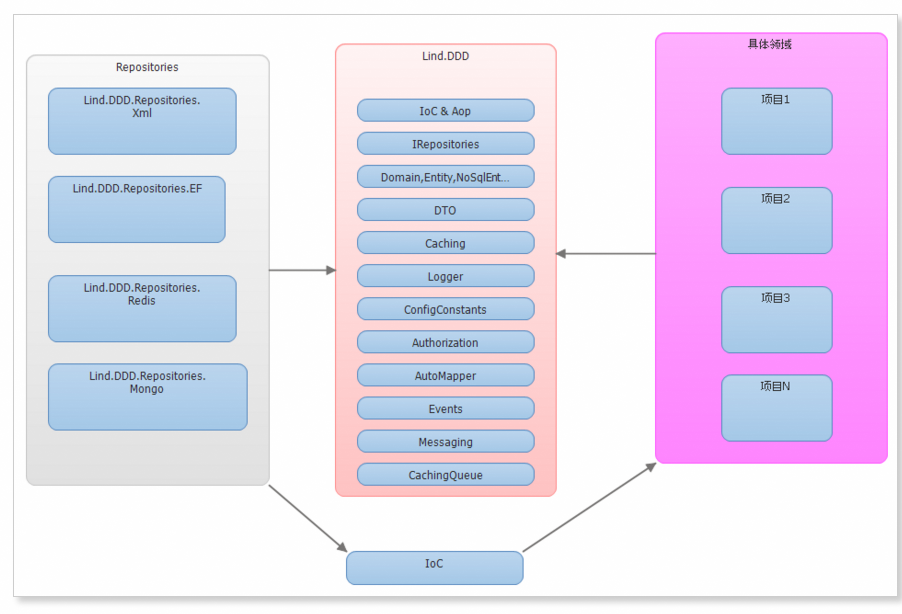 Repositories
Lind.DDD.Repositories.
Xml
Lind.DDD.Repositories.EF
Lind.DDD.Repositories.
Redis
Lind.DDD.Repositories.
Mongo
Lind.DDD
IoC & Aop
IRepositories
Domain,Entity,NoSqlEnt...
DTO
Caching
Logger
ConfigConstants
Authorization
AutoMapper
Events
Messaging
CachingQueue
具体领域
项目1
项目2
项目3
项目N
IoC